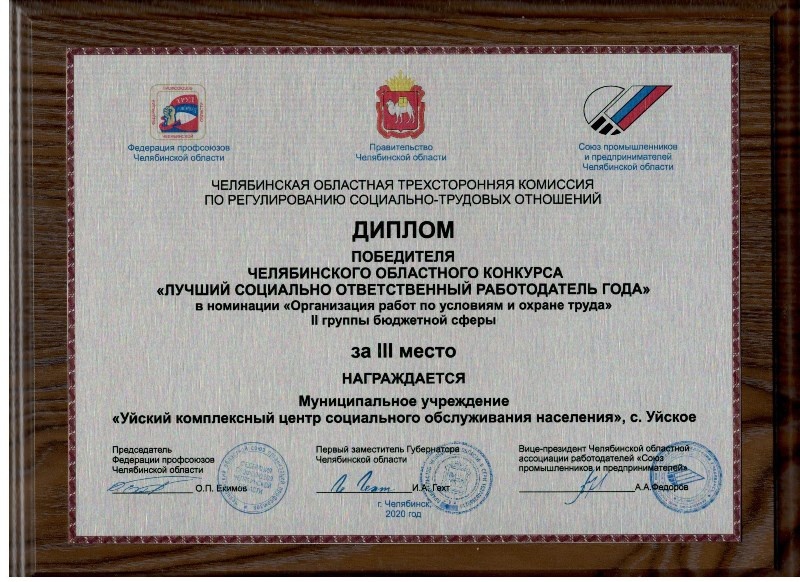 ТРУД
Федерация профсоюзов
Челябинской области
Правительство
Челябинской области
Союз промышленников
и предпринимателей
Челябинской области
ЧЕЛЯБИНСКАЯ ОБЛАСТНАЯ ТРЕХСТОРОННЯЯ КОМИССИЯ
ПО РЕГУЛИРОВАНИЮ СОЦИАЛЬНО-ТРУДОВЫХ ОТНОШЕНИЙ
ДИПЛОМ
ПОБЕДИТЕЛЯ
ЧЕЛЯБИНСКОГО ОБЛАСТНОГО КОНКУРСА
«ЛУЧШИЙ СОЦИАЛЬНО ОТВЕТСТВЕННЫЙ РАБОТОДАТЕЛЬ ГОДА»
в номинации «Организация работ по условиям и охране труда»
II группы бюджетной сферы
за III место
НАГРАЖДАЕТСЯ
Муниципальное учреждение
«Уйский комплексный центр социального обслуживания населения», с. Уйское
Председатель
Федерации профсоюзов
Челябинской области
О.П. Екимов
Первый заместитель Губернатора
Челябинской области
И.А. Гехт
Вице-президент Челябинской областной
ассоциации работодателей «Союз
промышленников и предпринимателей»
А.А.Федоров
г. Челябинск,
2020 год